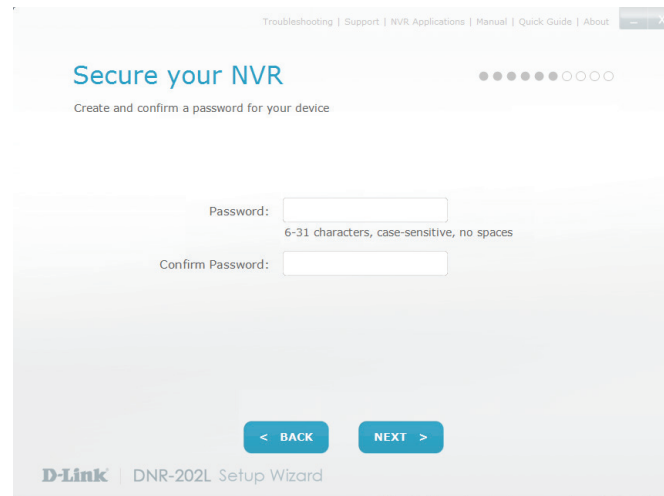 Troubleshooting | Support | NVR Applications | Manual | Quick Guide | About
Secure your NVR
Create and confirm a password for your device
Password:
6-31 characters, case-sensitive, no spaces
Confirm Password:
< BACK
NEXT >
D-Link | DNR-202L Setup Wizard